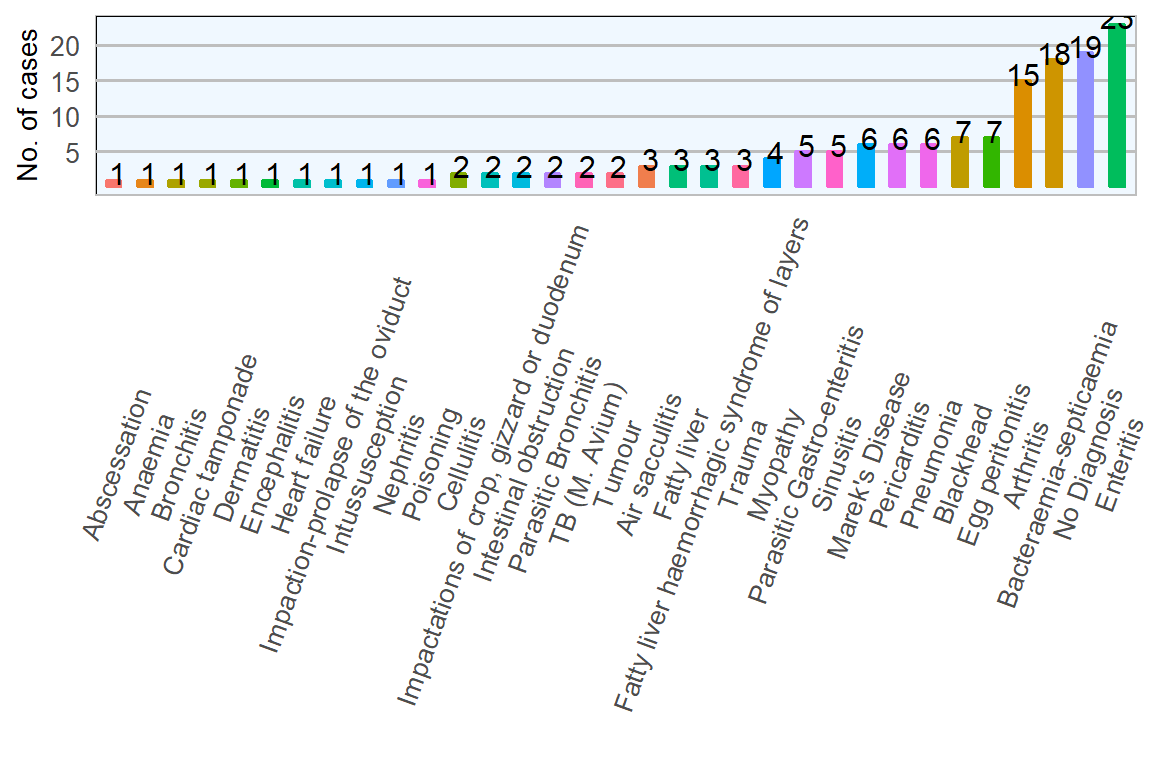 No. of cases
20
15
10
5
1 1 1 1 1 1 1 1 1 1 1 2 2 2 2 2 2 3 3 3 3 4 5 5 6 6 6 7 7 15 18 19 23
Abscessation
Anaemia
Bronchitis
Cardiac tamponade
Dermatitis
Encephalitis
Heart failure
Impaction-prolapse of the oviduct
Intussusception
Nephritis
Poisoning
Cellulitis
Impactations of crop, gizzard or duodenum
Intestinal obstruction
Parasitic Bronchitis
TB (M. Avium)
Tumour
Air sacculitis
Fatty liver
Fatty liver haemorrhagic syndrome of layers
Trauma
Myopathy
Parasitic Gastro-enteritis
Sinusitis
Marek's Disease
Pericarditis
Pneumonia
Blackhead
Egg peritonitis
Arthritis
Bacteraemia-septicaemia
No Diagnosis
Enteritis